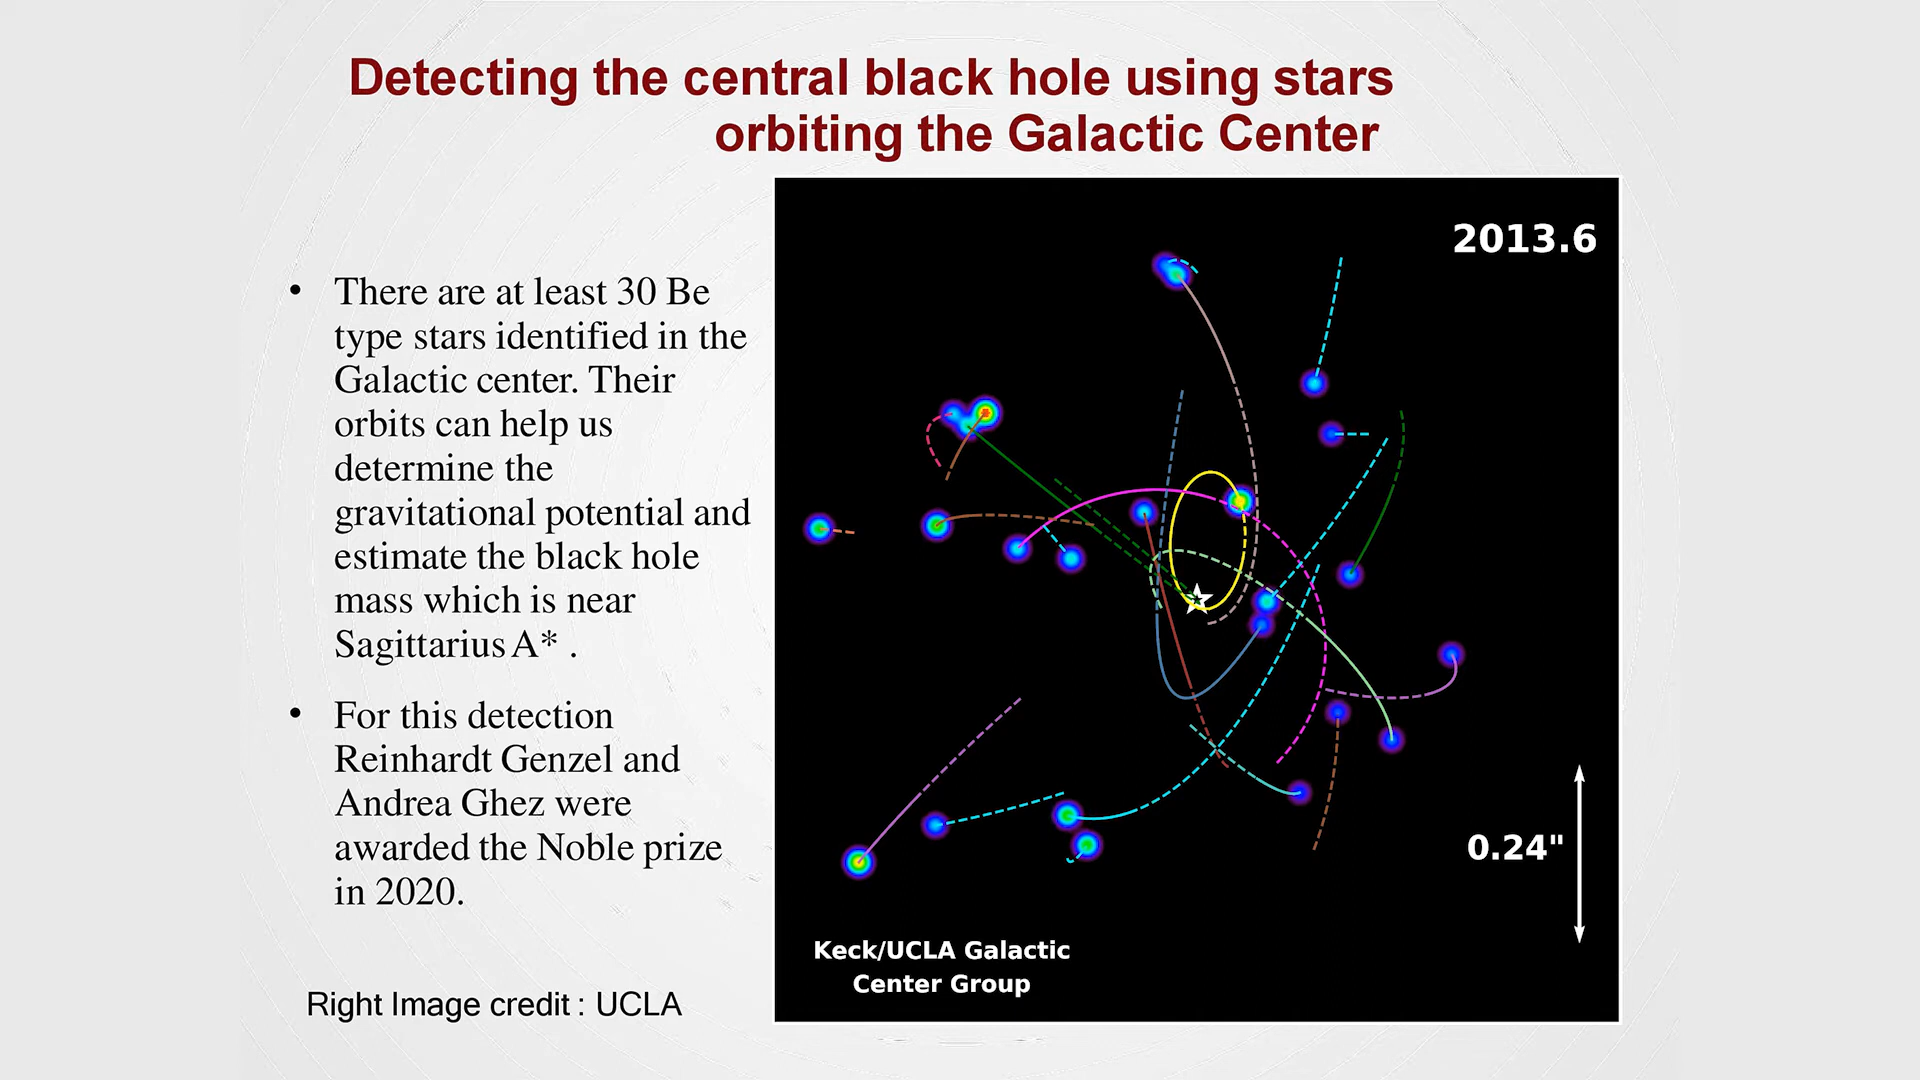 Detecting the central black hole using stars
orbiting the Galactic Center
• There are at least 30 Be
type stars identified in the
Galactic center. Their
orbits can help us
determine the
gravitational potential and
estimate the black hole
mass which is near
Sagittarius A* .
• For this detection
Reinhardt Genzel and
Andrea Ghez were
awarded the Noble prize
in 2020.
Right Image credit : UCLA
2013.6
0.24"
Keck/UCLA Galactic
Center Group